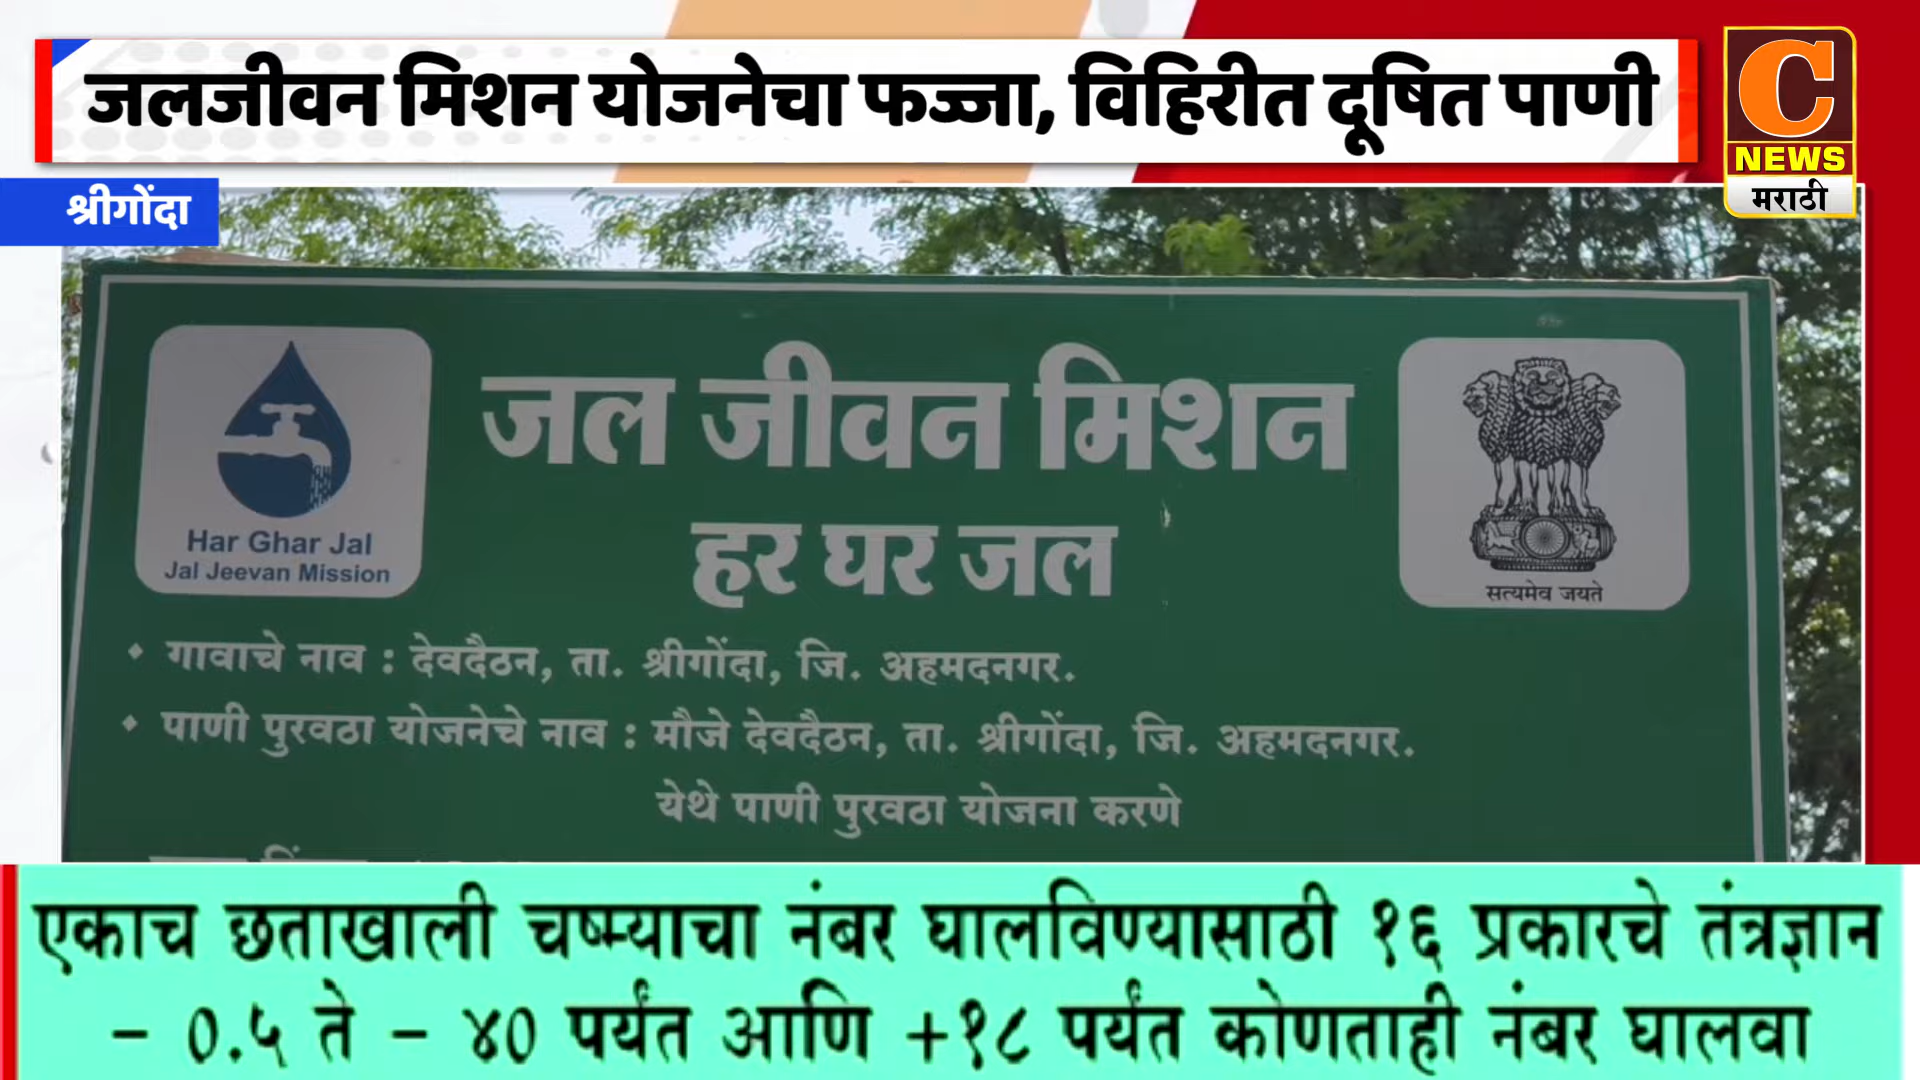 जलजीवन मिशन योजनेचा फज्जा, विहिरीत दूषित पाणी
C
NEWS
मराठी
श्रीगोंदा
जल जीवन मिशन
हर घर जल
Har Ghar Jal
Jal Jeevan Mission
सत्यमेव जयते
• गावाचे नाव : देवदैठन, ता. श्रीगोंदा, जि. अहमदनगर.
• पाणी पुरवठा योजनेचे नाव : मौजे देवदैठन, ता. श्रीगोंदा, जि. अहमदनगर.
येथे पाणी पुरवठा योजना करणे
एकाच छताखाली चष्म्याचा नंबर घालविण्यासाठी १६ प्रकारचे तंत्रज्ञान
- 0.५ ते - ४0 पर्यंत आणि +१८ पर्यंत कोणताही नंबर घालवा